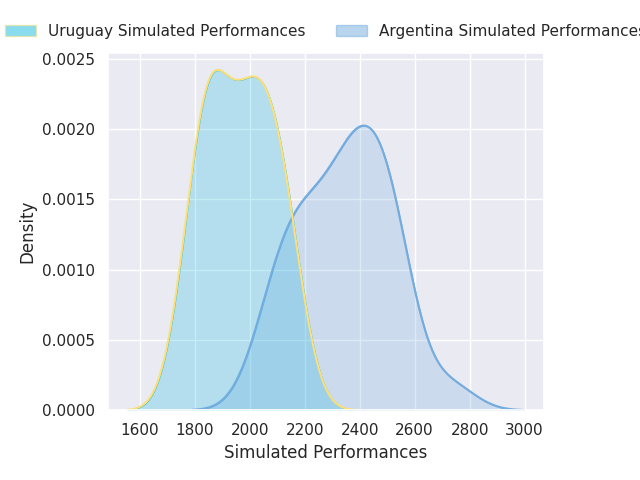 Uruguay Simulated Performances Argentina Simulated Performances
0.0025
0.0020
0.0015
0.0010
0.0005
0.0000
Density
1600 1800 2000 2200 2400 2600 2800 3000
Simulated Performances